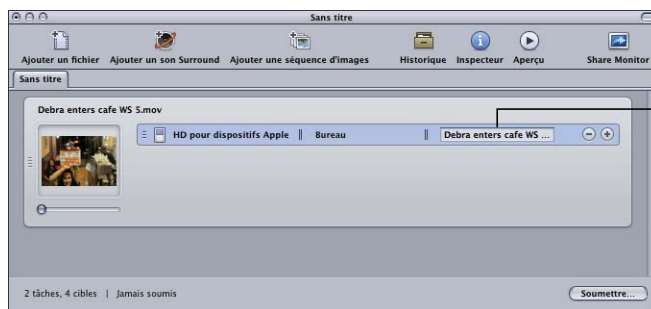 Sans titre
Ajouter un fichier Ajouter un son Surround Ajouter une séquence d'images Historique Inspecteur Aperçu Share Monitor
Sans titre
Debra enters cafe WS 5.mov
HD pour dispositifs Apple Bureau Debra enters cafe WS ...
2 tâches, 4 cibles | Jamais soumis Soumettre...